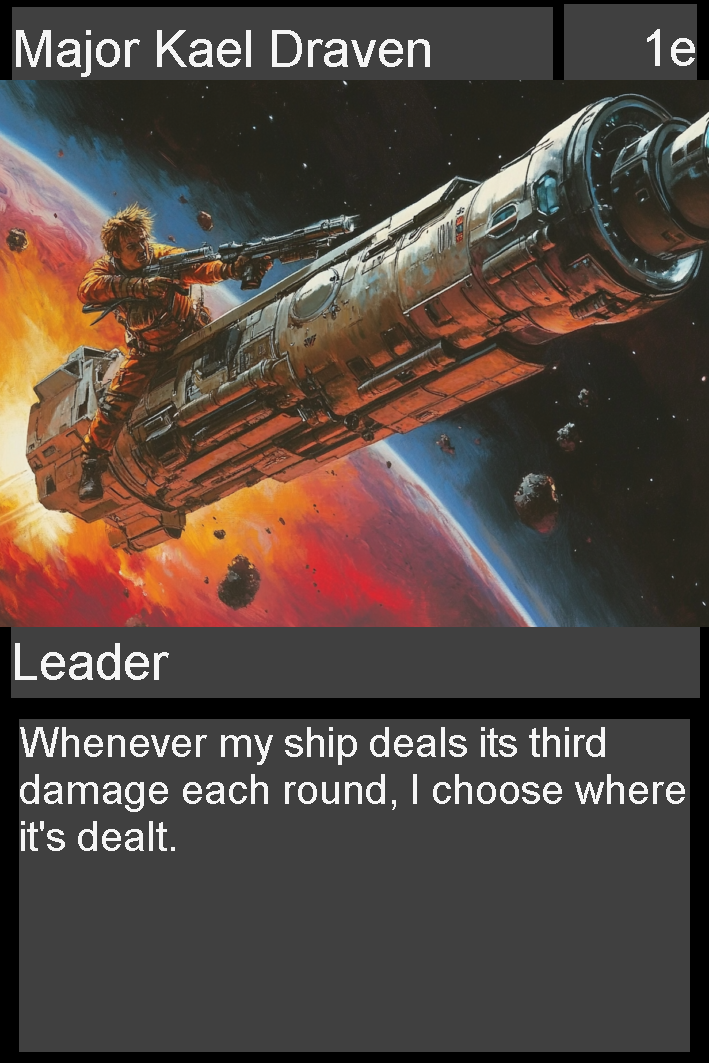 Major Kael Draven
1e
Leader
Whenever my ship deals its third
damage each round, I choose where
it's dealt.